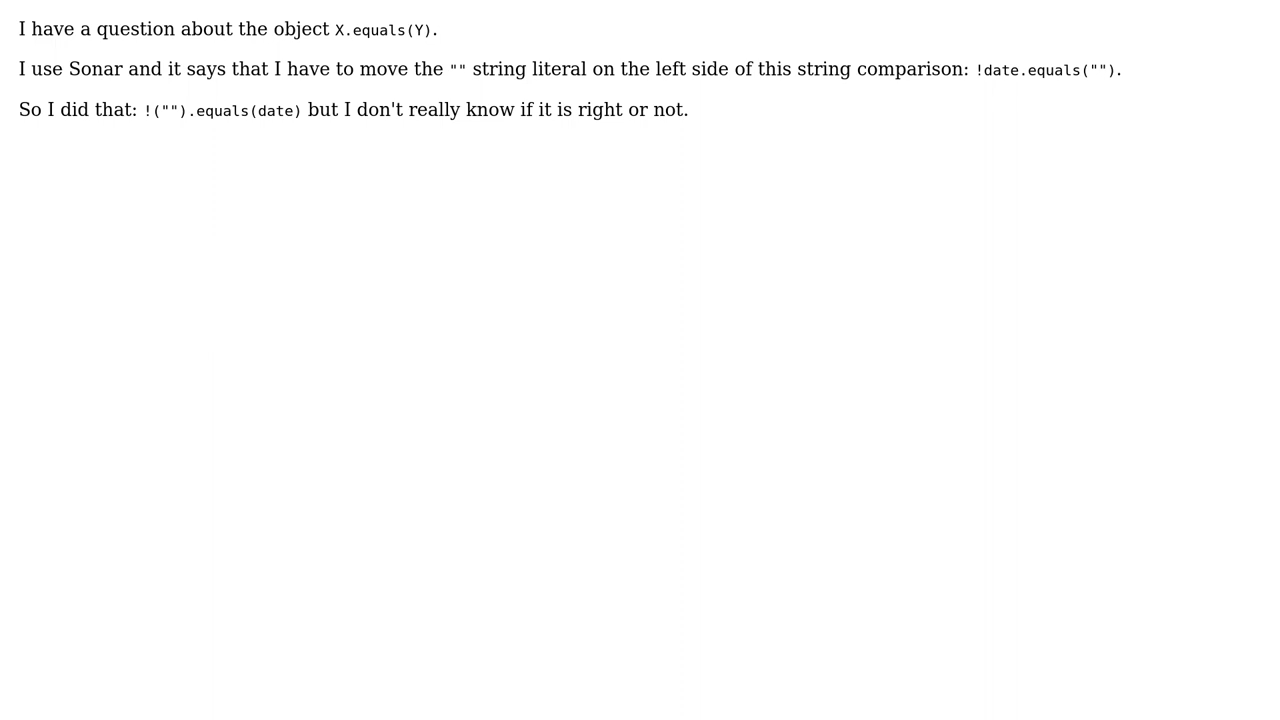 I have a question about the object X.equals(Y).
I use Sonar and it says that I have to move the "" string literal on the left side of this string comparison: !date.equals("").
So I did that: !("").equals(date) but I don't really know if it is right or not.